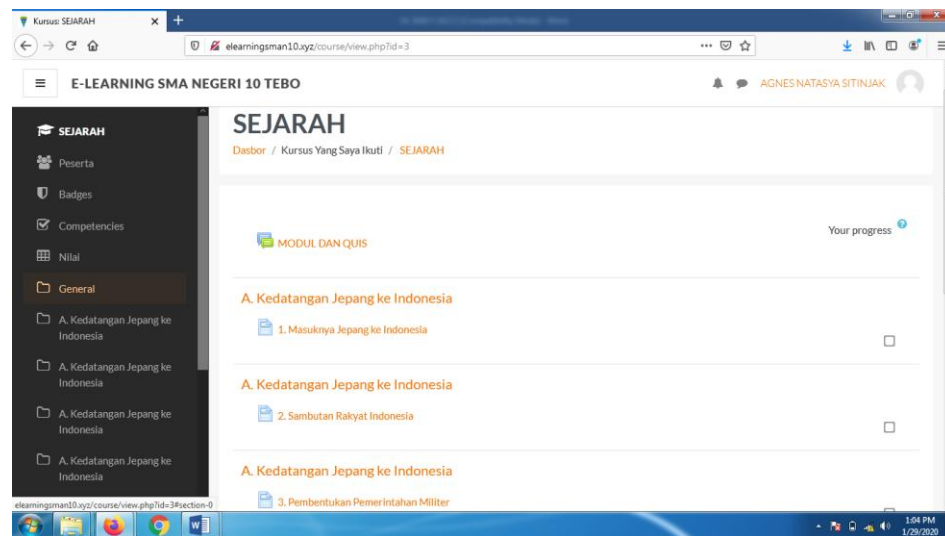 Kursus: SEJARAH
elearningsman10.xyz/course/view.php?id=3
E-LEARNING SMA NEGERI 10 TEBO
AGNES NATASYA SITINJAK
SEJARAH
Peserta
Badges
Competencies
Nilai
General
A. Kedatangan Jepang ke
Indonesia
A. Kedatangan Jepang ke
Indonesia
A. Kedatangan Jepang ke
Indonesia
A. Kedatangan Jepang ke
Indonesia
SEJARAH
Dasbor / Kursus Yang Saya Ikuti / SEJARAH
Your progress
MODUL DAN QUIS
A. Kedatangan Jepang ke Indonesia
1. Masuknya Jepang ke Indonesia
A. Kedatangan Jepang ke Indonesia
2. Sambutan Rakyat Indonesia
A. Kedatangan Jepang ke Indonesia
3. Pembentukan Pemerintahan Militer
elearningsman10.xyz/course/view.php?id=3#section-0
1:04 PM
1/29/2020